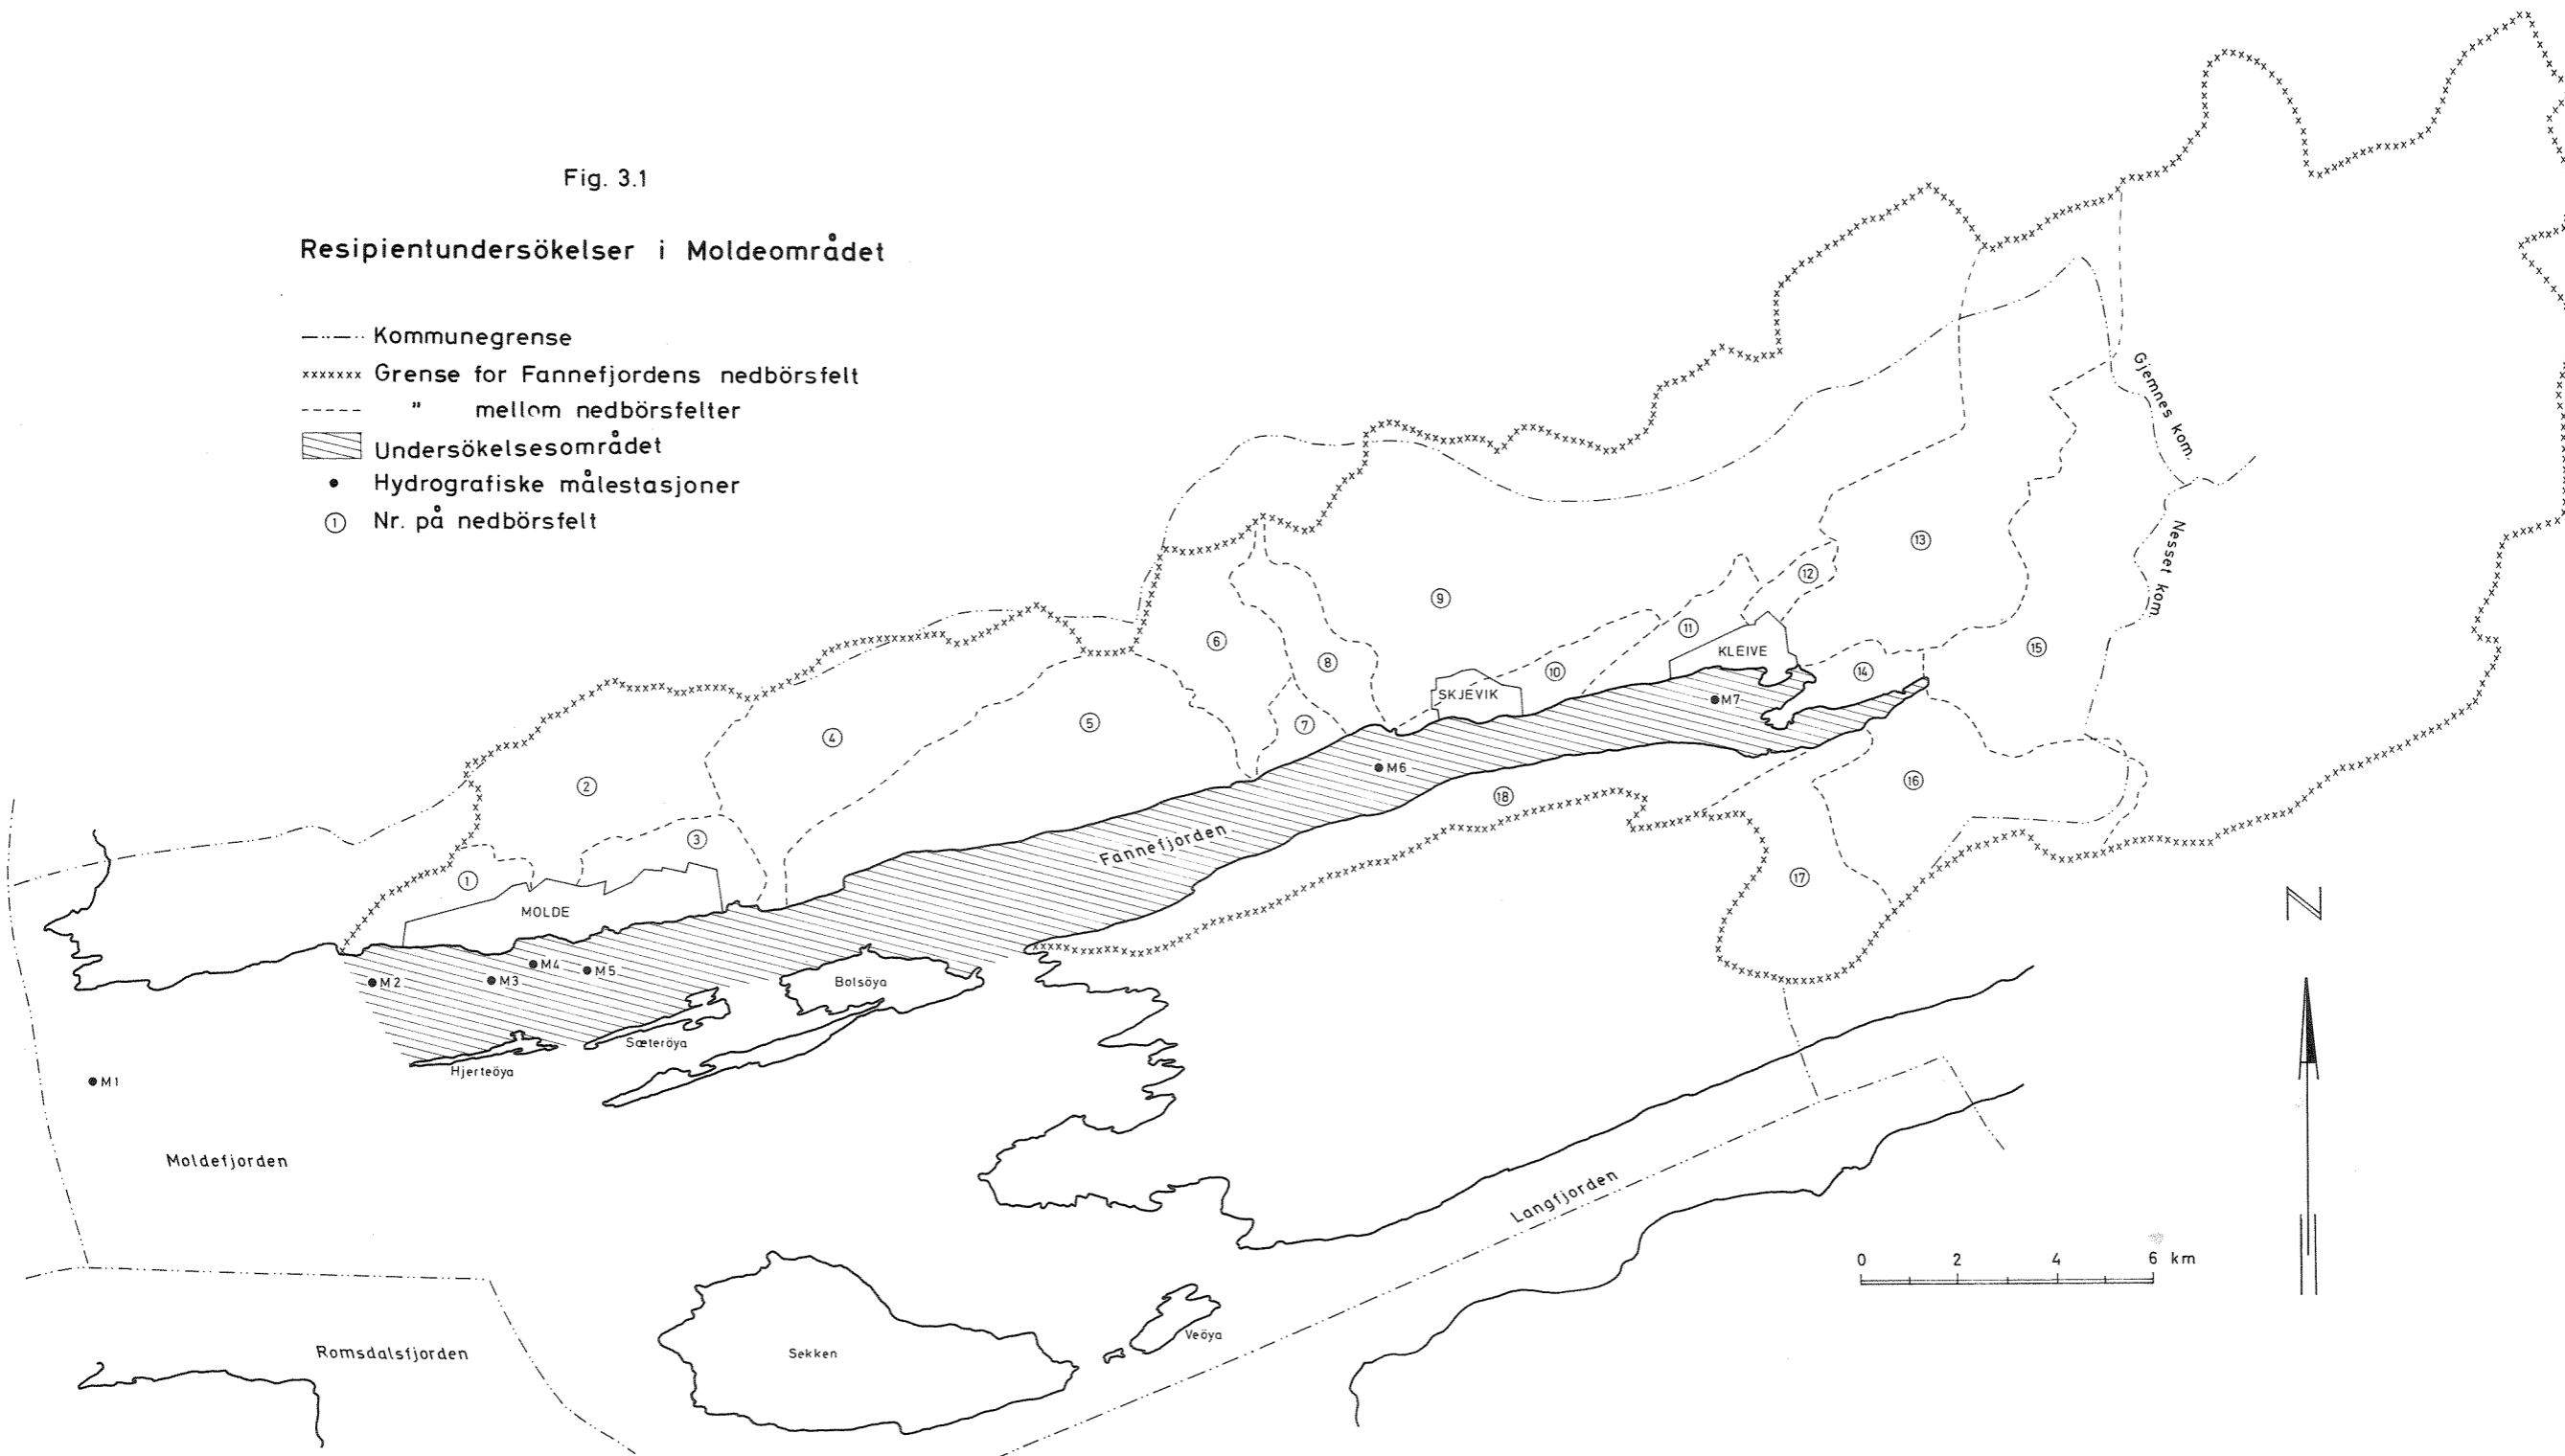 Fig. 3.1
Resipientundersökelser i Moldeområdet
Kommunegrense
xxxxxxx Grense for Fannefjordens nedbörsfelt
" mellom nedbörsfelter
Undersökelsesområdet
Hydrografiske målestasjoner
1 Nr. på nedbörsfelt
Gjemnes kom.
Nesset kom
13
12
9
11
6
8
10
KLEIVE
14
15
SKJEVIK
M7
4
5
7
M6
2
18
16
3
Fannefjorden
1
MOLDE
17
N
M2
M3
M4
M5
Bolsöya
Sæteröya
Hjerteöya
M1
Moldefjorden
Langfjorden
0 2 4 6 km
Romsdalsfjorden
Sekken
Veöya